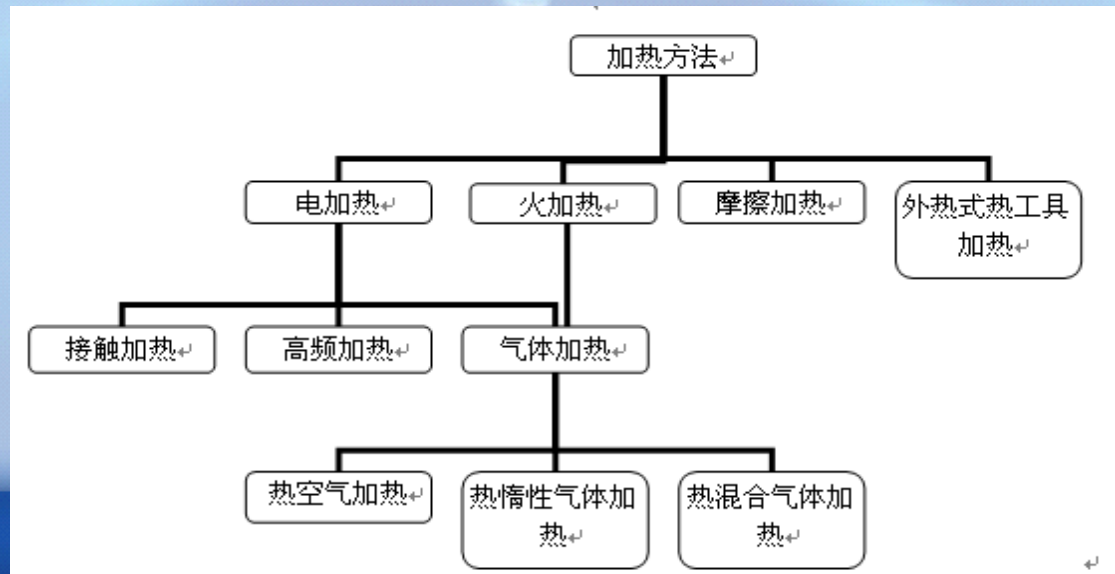 加热方法
电加热
火加热
摩擦加热
外热式热工具
加热
接触加热
高频加热
气体加热
热空气加热
热惰性气体加
热
热混合气体加
热